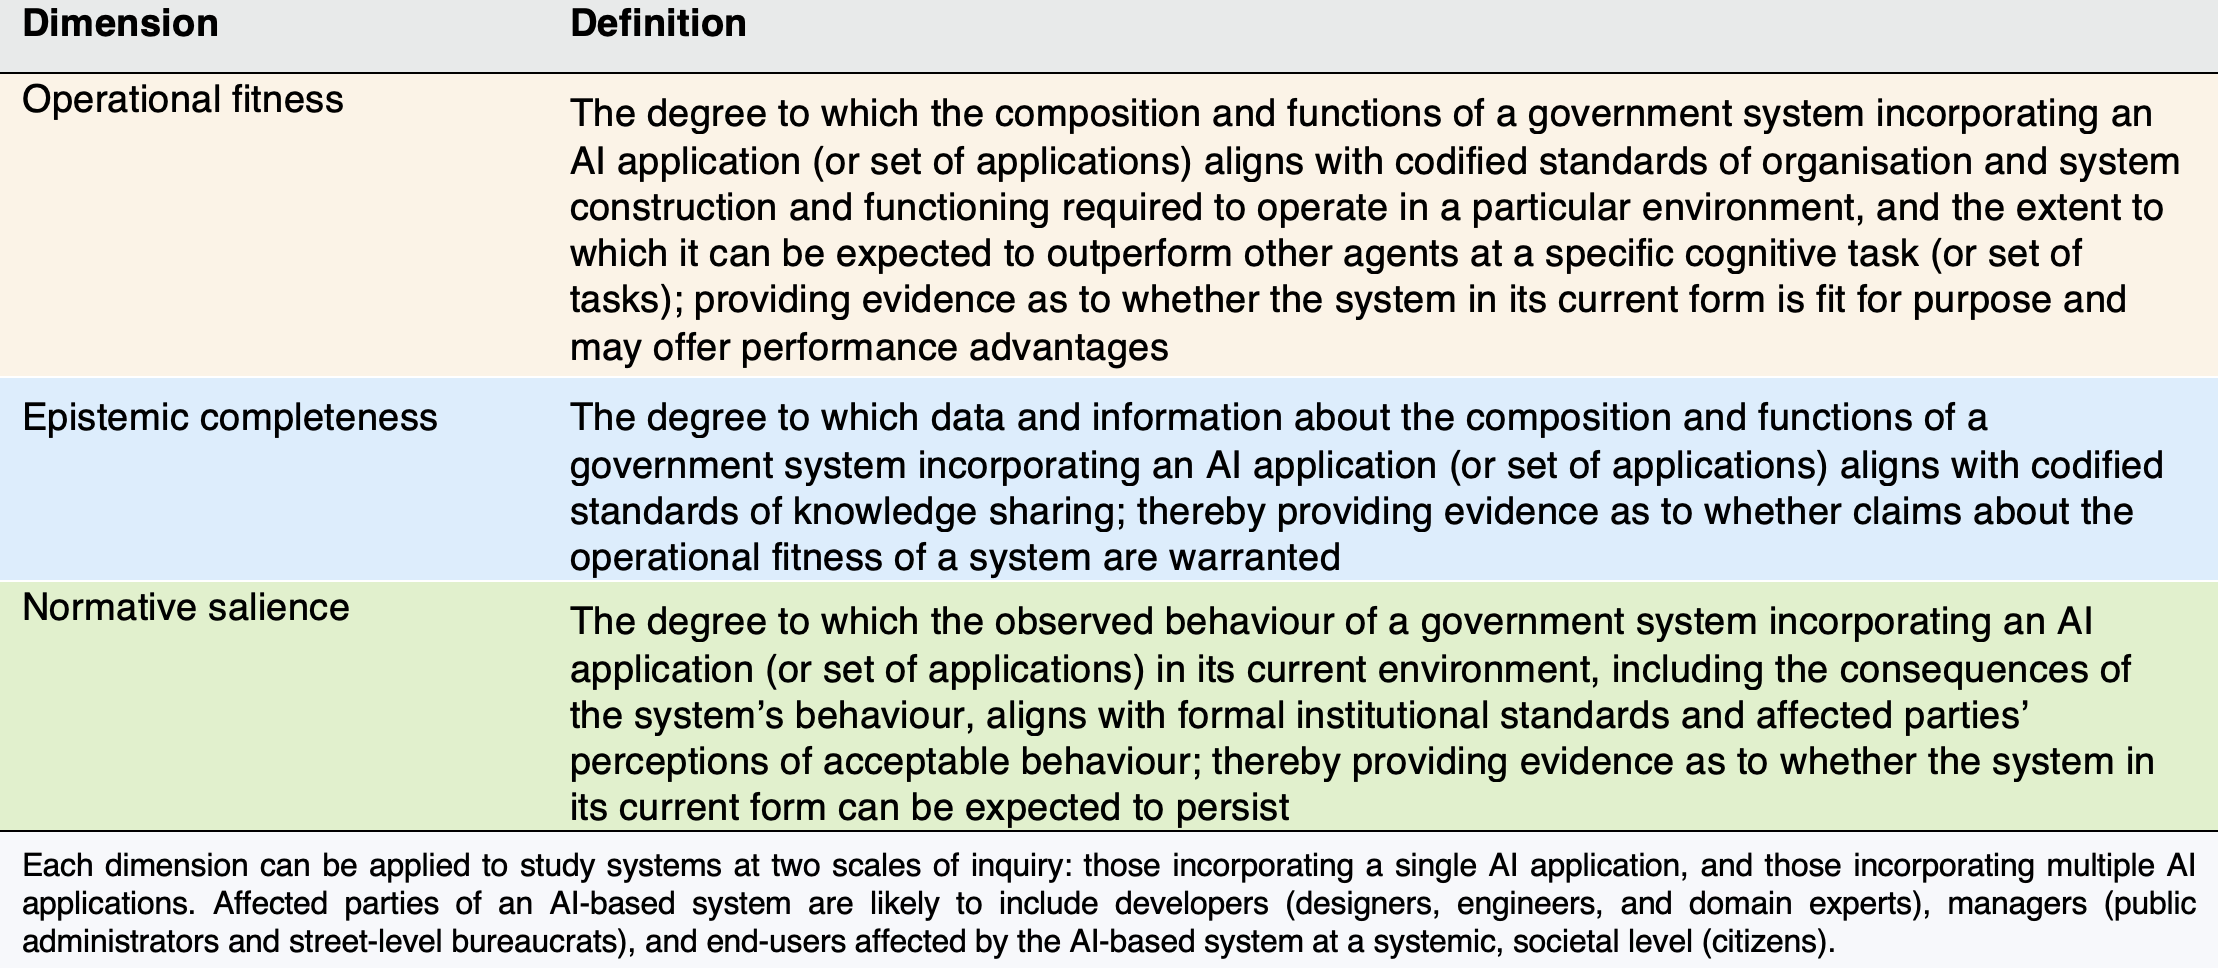 Dimension
Definition
Operational fitness
The degree to which the composition and functions of a government system incorporating an
AI application (or set of applications) aligns with codified standards of organisation and system
construction and functioning required to operate in a particular environment, and the extent to
which it can be expected to outperform other agents at a specific cognitive task (or set of
tasks); providing evidence as to whether the system in its current form is fit for purpose and
may offer performance advantages
Epistemic completeness
The degree to which data and information about the composition and functions of a
government system incorporating an AI application (or set of applications) aligns with codified
standards of knowledge sharing; thereby providing evidence as to whether claims about the
operational fitness of a system are warranted
Normative salience
The degree to which the observed behaviour of a government system incorporating an AI
application (or set of applications) in its current environment, including the consequences of
the system’s behaviour, aligns with formal institutional standards and affected parties’
perceptions of acceptable behaviour; thereby providing evidence as to whether the system in
its current form can be expected to persist
Each dimension can be applied to study systems at two scales of inquiry: those incorporating a single AI application, and those incorporating multiple AI
applications. Affected parties of an AI-based system are likely to include developers (designers, engineers, and domain experts), managers (public
administrators and street-level bureaucrats), and end-users affected by the AI-based system at a systemic, societal level (citizens).